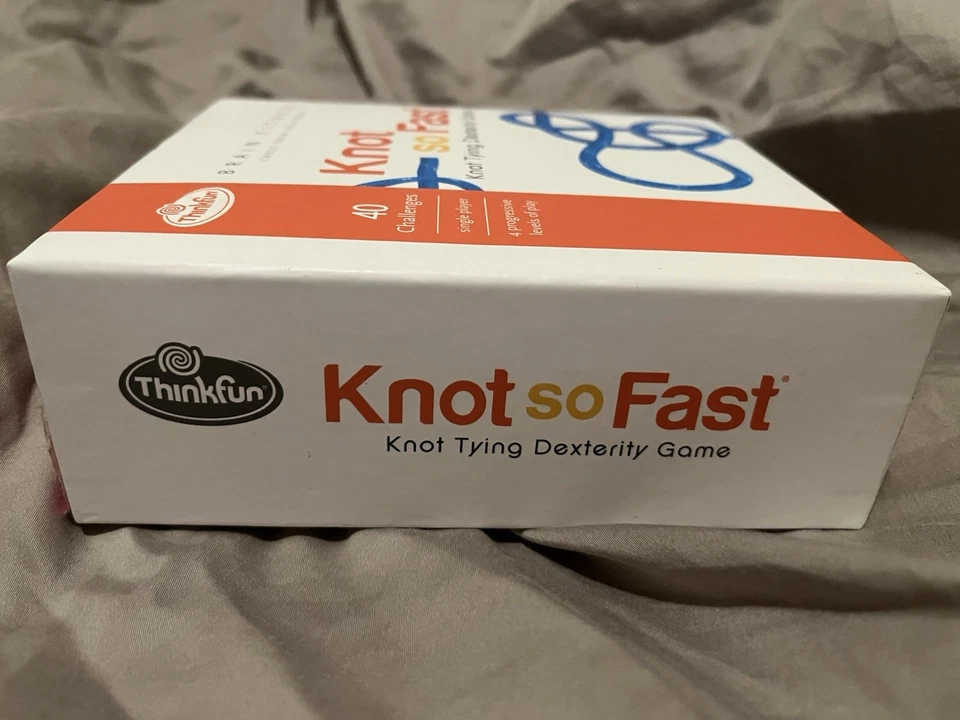 BRAIN
Knot
so Fast
Knot Tying Dexterity Game
ThinkFun
40
Challenges
single player
4 progressive
levels of play
ThinkFun®
Knot so Fast®
Knot Tying Dexterity Game